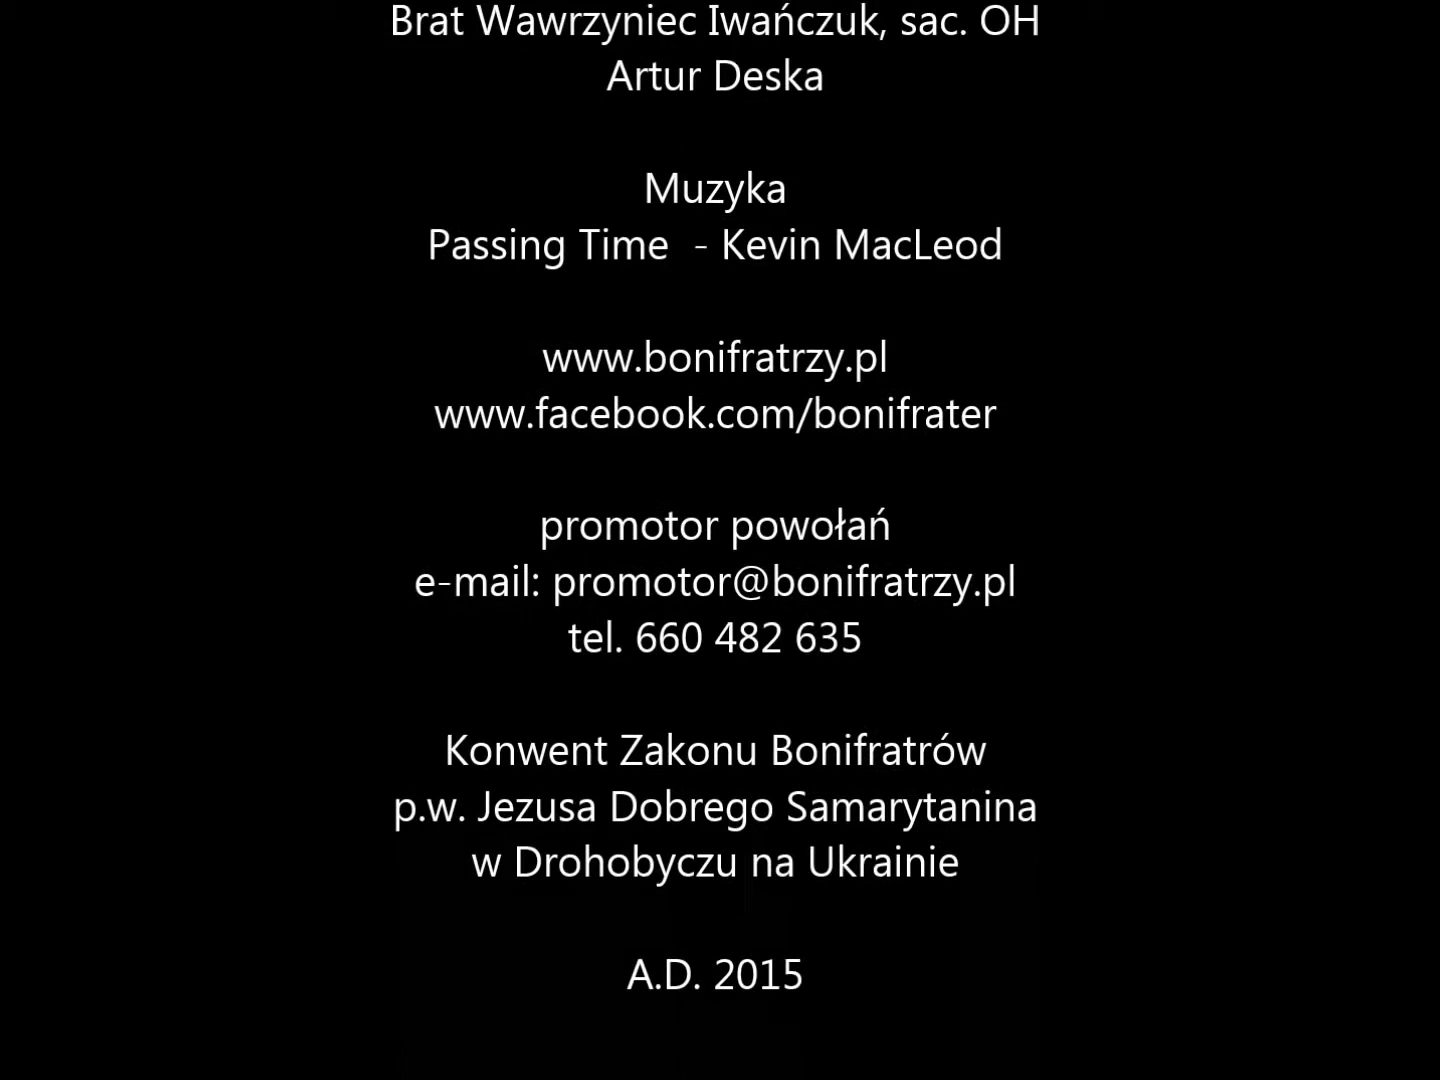 Brat Wawrzyniec Iwańczuk, sac. OH
Artur Deska
Muzyka
Passing Time  - Kevin MacLeod
www.bonifratrzy.pl
www.facebook.com/bonifrater
promotor powołań
e-mail: promotor@bonifratrzy.pl
tel. 660 482 635
Konwent Zakonu Bonifratrów
p.w. Jezusa Dobrego Samarytanina
w Drohobyczu na Ukrainie
A.D. 2015